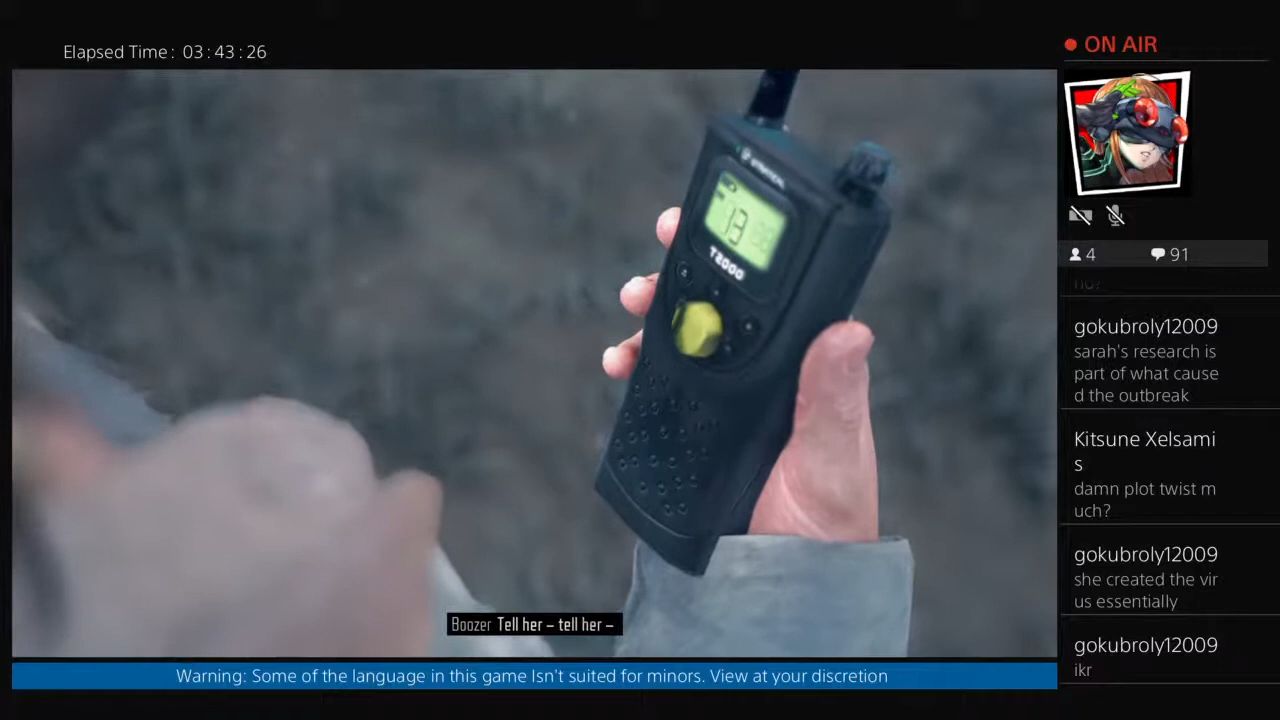 Elapsed Time: 03:43:26
ON AIR
13
T2000
4
91
gokubroly12009
sarah's research is
part of what cause
d the outbreak
Kitsune Xelsami
s
damn plot twist m
uch?
gokubroly12009
she created the vir
us essentially
gokubroly12009
ikr
Boozer Tell her – tell her –
Warning: Some of the language in this game Isn't suited for minors. View at your discretion